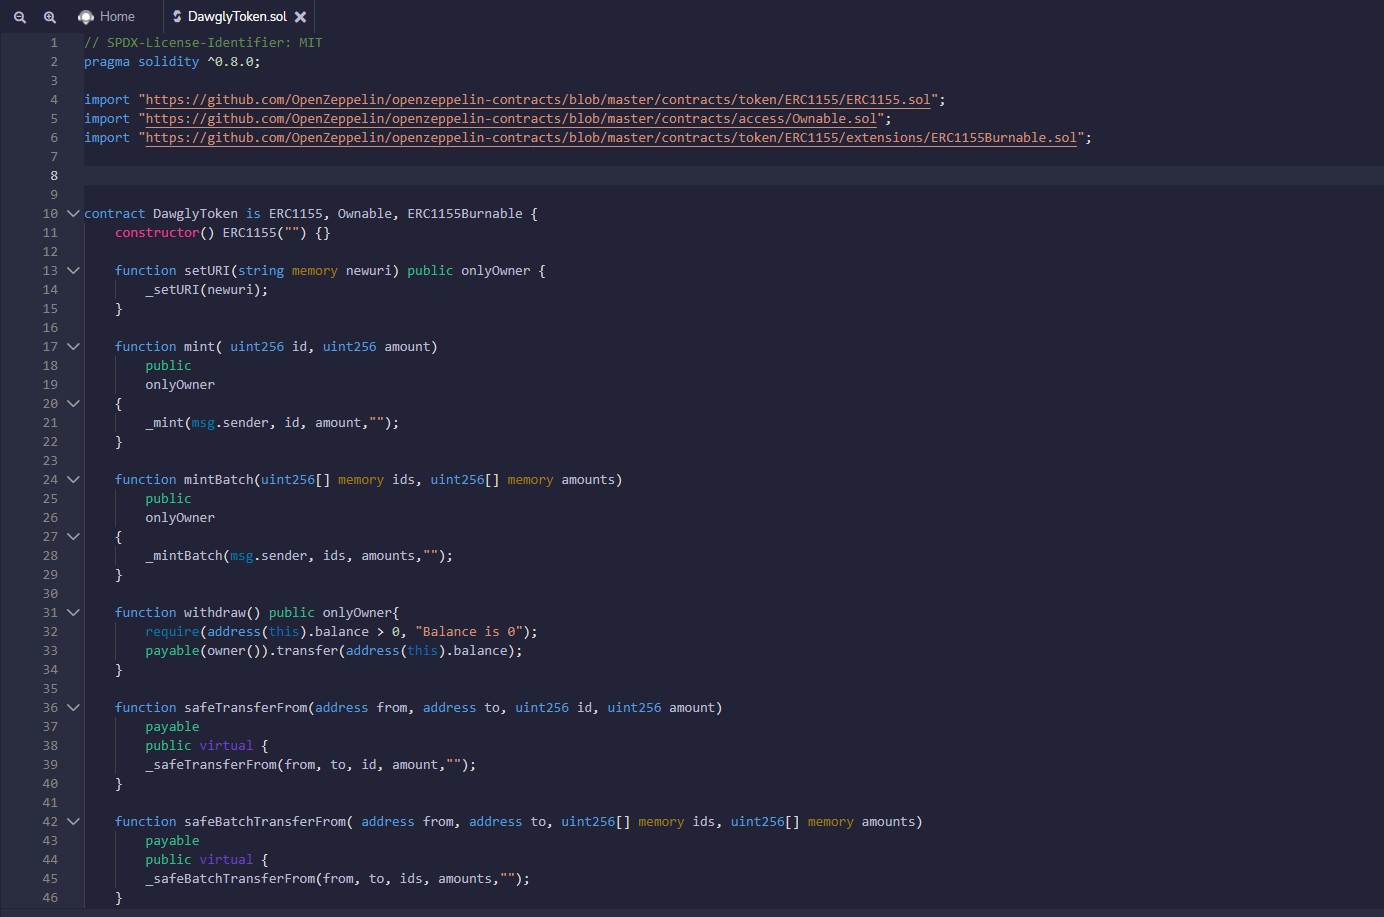 Home DawglyToken.sol
1 // SPDX-License-Identifier: MIT
2 pragma solidity ^0.8.0;
3
4 import "https://github.com/OpenZeppelin/openzeppelin-contracts/blob/master/contracts/token/ERC1155/ERC1155.sol";
5 import "https://github.com/OpenZeppelin/openzeppelin-contracts/blob/master/contracts/access/Ownable.sol";
6 import "https://github.com/OpenZeppelin/openzeppelin-contracts/blob/master/contracts/token/ERC1155/extensions/ERC1155Burnable.sol";
7
8
9
10 contract DawglyToken is ERC1155, Ownable, ERC1155Burnable {
11 constructor() ERC1155("") {}
12
13 function setURI(string memory newuri) public onlyOwner {
14 _setURI(newuri);
15 }
16
17 function mint( uint256 id, uint256 amount)
18 public
19 onlyOwner
20 {
21 _mint(msg.sender, id, amount,"");
22 }
23
24 function mintBatch(uint256[] memory ids, uint256[] memory amounts)
25 public
26 onlyOwner
27 {
28 _mintBatch(msg.sender, ids, amounts,"");
29 }
30
31 function withdraw() public onlyOwner{
32 require(address(this).balance > 0, "Balance is 0");
33 payable(owner()).transfer(address(this).balance);
34 }
35
36 function safeTransferFrom(address from, address to, uint256 id, uint256 amount)
37 payable
38 public virtual {
39 _safeTransferFrom(from, to, id, amount,"");
40 }
41
42 function safeBatchTransferFrom( address from, address to, uint256[] memory ids, uint256[] memory amounts)
43 payable
44 public virtual {
45 _safeBatchTransferFrom(from, to, ids, amounts,"");
46 }